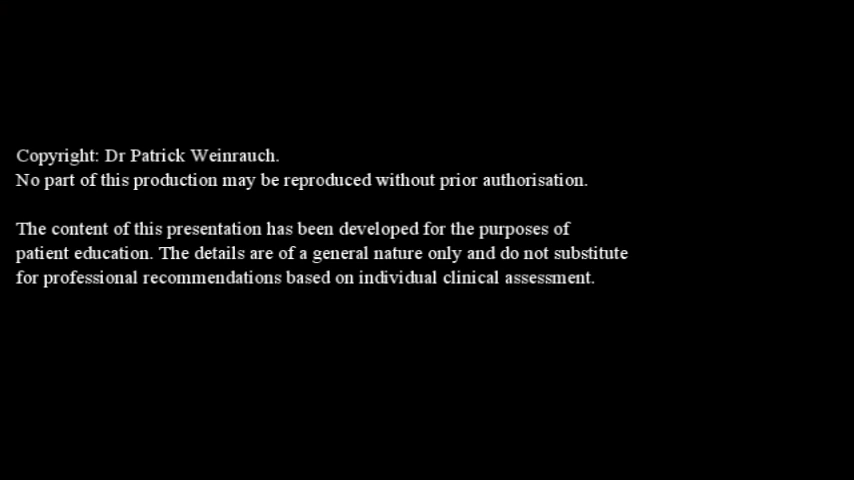 Copyright: Dr Patrick Weinrauch.
No part of this production may be reproduced without prior authorisation.
The content of this presentation has been developed for the purposes of
patient education. The details are of a general nature only and do not substitute
for professional recommendations based on individual clinical assessment.